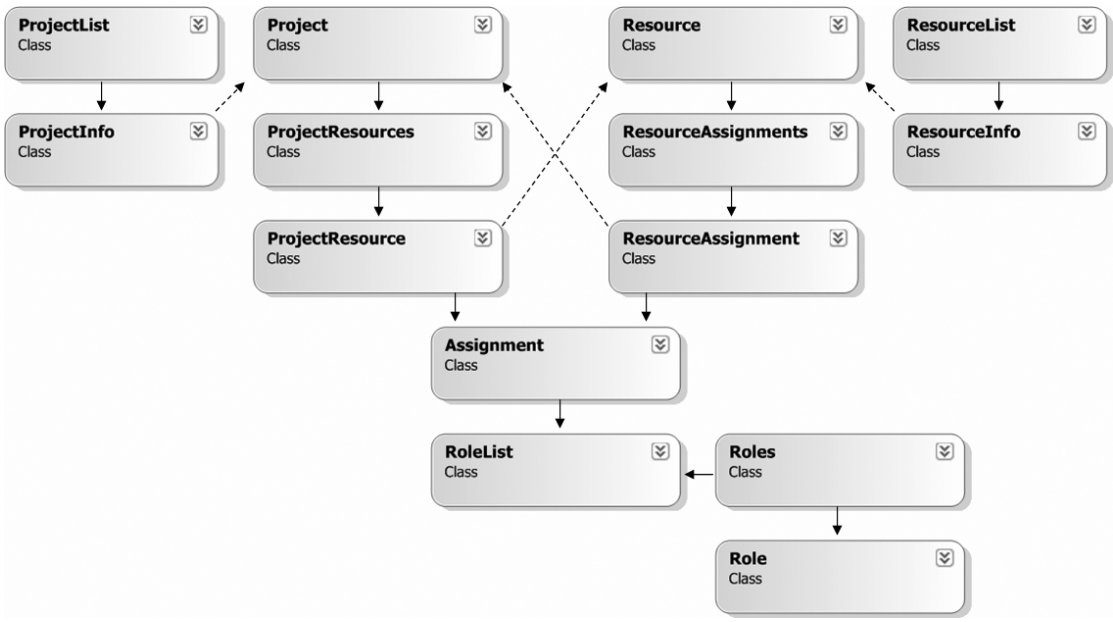 ProjectList
Class
Project
Class
Resource
Class
ResourceList
Class
ProjectInfo
Class
ProjectResources
Class
ResourceAssignments
Class
ResourceInfo
Class
ProjectResource
Class
ResourceAssignment
Class
Assignment
Class
RoleList
Class
Roles
Class
Role
Class